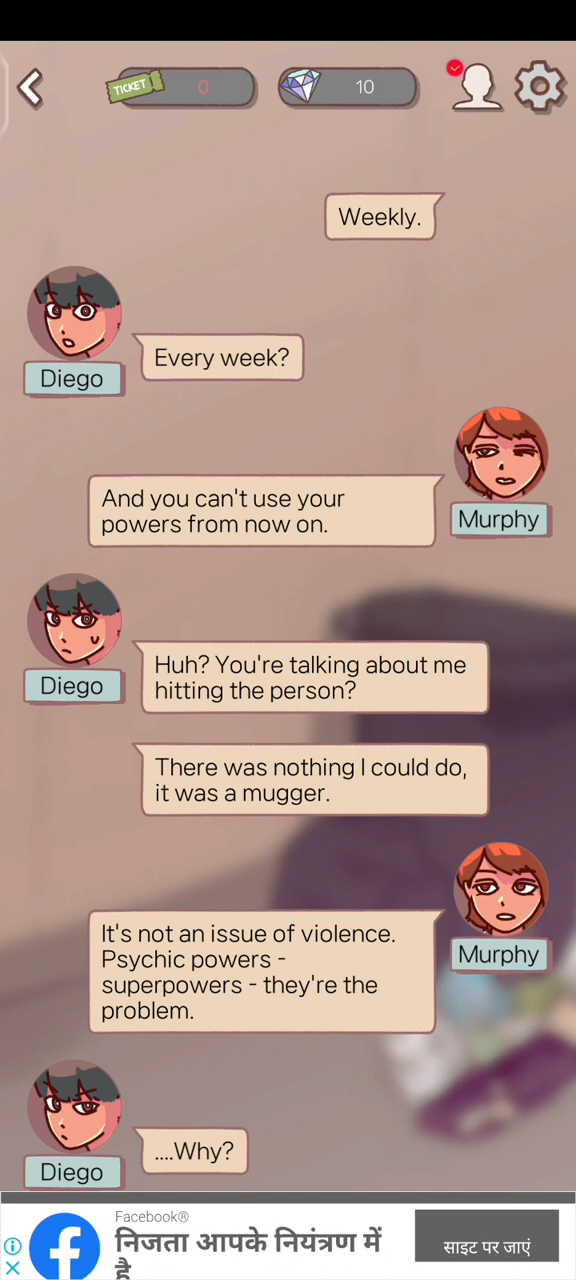 TICKET
0
10
Weekly.
Diego
Every week?
And you can't use your
powers from now on.
Murphy
Diego
Huh? You're talking about me
hitting the person?
There was nothing I could do,
it was a mugger.
It's not an issue of violence.
Psychic powers -
superpowers - they're the
problem.
Murphy
Diego
....Why?
Facebook®
निजता आपके नियंत्रण में
है
साइट पर जाएं